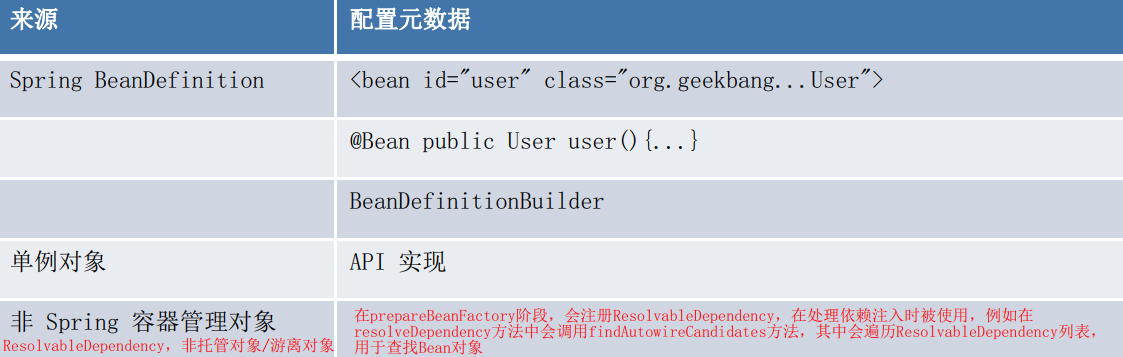 来源
配置元数据
Spring BeanDefinition
<bean id="user" class="org.geekbang...User">
@Bean public User user(){...}
BeanDefinitionBuilder
单例对象
API 实现
非 Spring 容器管理对象
ResolvableDependency，非托管对象/游离对象
在prepareBeanFactory阶段，会注册ResolvableDependency，在处理依赖注入时被使用，例如在
resolveDependency方法中会调用findAutowireCandidates方法，其中会遍历ResolvableDependency列表，
用于查找Bean对象